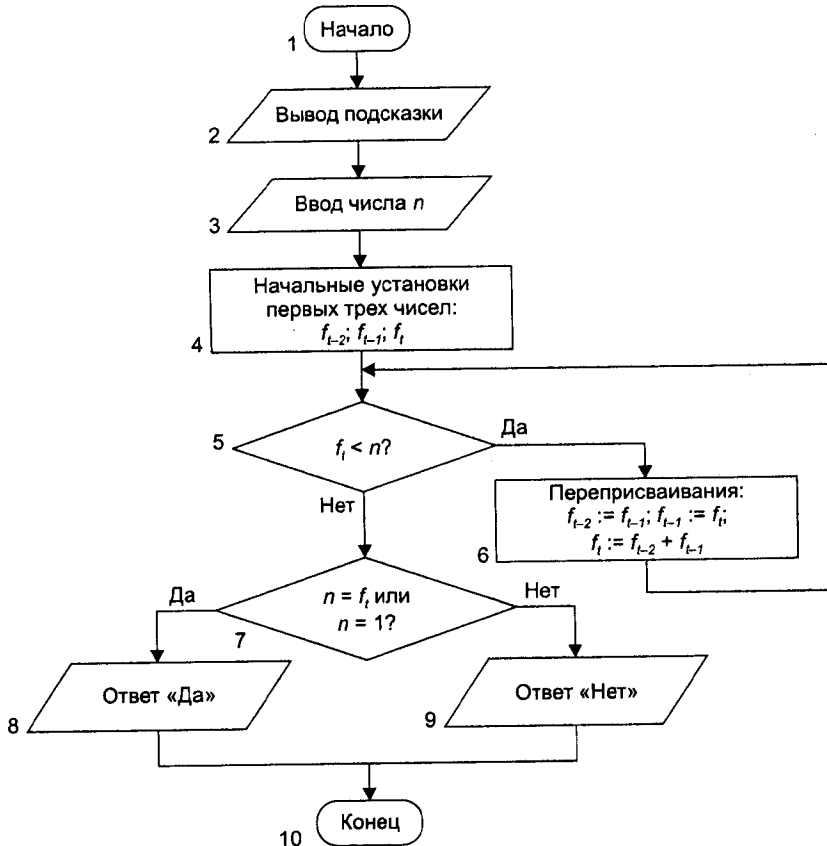 1
Начало
Вывод подсказки
2
Ввод числа n
3
Начальные установки
первых трех чисел:
f_{t–2}; f_{t–1}; f_t
4
5
f_t < n?
Да
Нет
Переприсваивания:
f_{t–2} := f_{t–1}; f_{t–1} := f_t;
f_t := f_{t–2} + f_{t–1}
6
Да
n = f_t или
n = 1?
Нет
7
Ответ «Да»
8
Ответ «Нет»
9
Конец
10